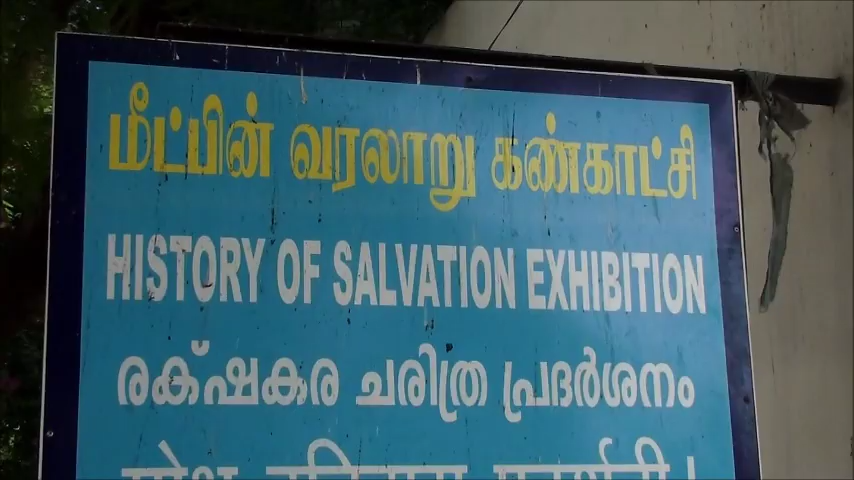 மீட்பின் வரலாறு கண்காட்சி
HISTORY OF SALVATION EXHIBITION
രക്ഷകര ചരിത്ര പ്രദർശനം